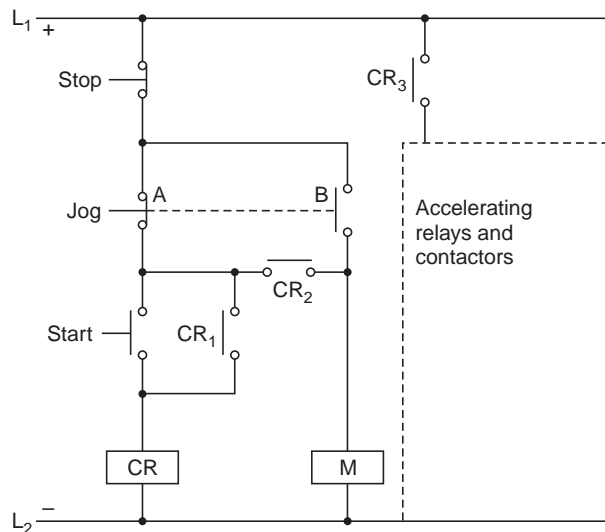 L₁
+
Stop
CR₃
A
B
Jog
Accelerating
relays and
contactors
CR₂
Start
CR₁
CR
M
L₂
–